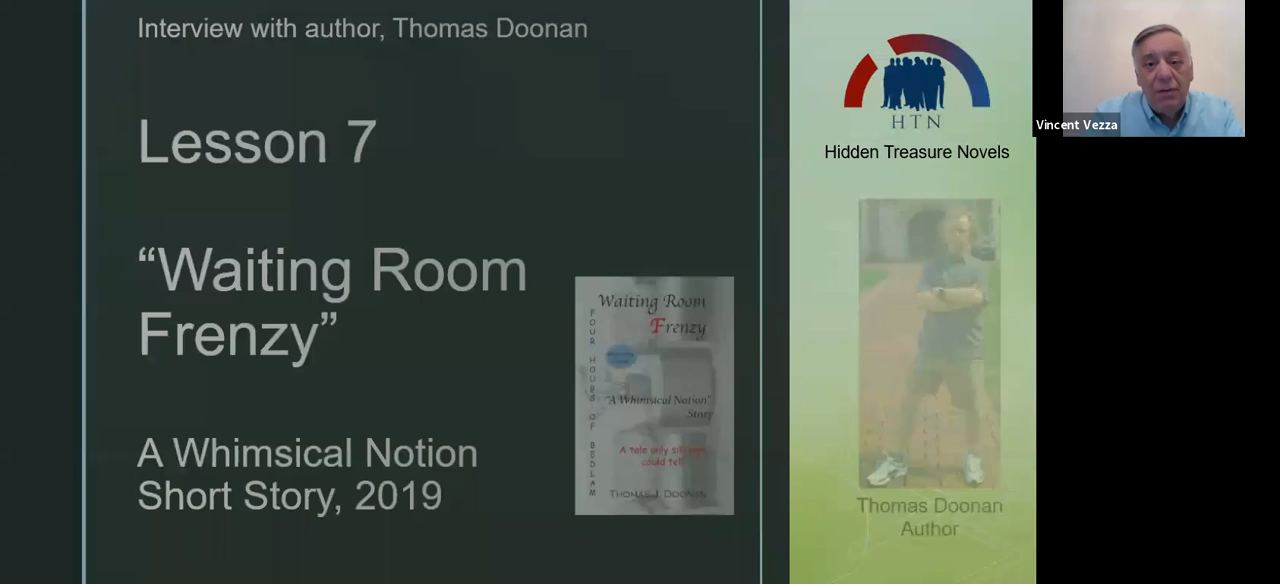 Interview with author, Thomas Doonan
Lesson 7
“Waiting Room
Frenzy”
A Whimsical Notion
Short Story, 2019
Waiting Room
Frenzy
FOUR HOURS OF BEDLAM
"A Whimsical Notion"
Story
A tale only
could tell
THOMAS J. DOONAN
HTN
Hidden Treasure Novels
Thomas Doonan
Author
Vincent Vezza